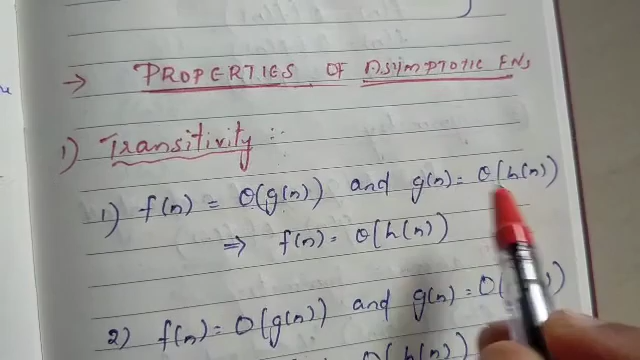 → PROPERTIES OF ASYMPTOTIC FNS
1) Transitivity ::
1) f(n) = Θ(g(n)) and g(n) = Θ(h(n))
⇒ f(n) = Θ(h(n))
2) f(n) = O(g(n)) and g(n) = O(
(h(n))